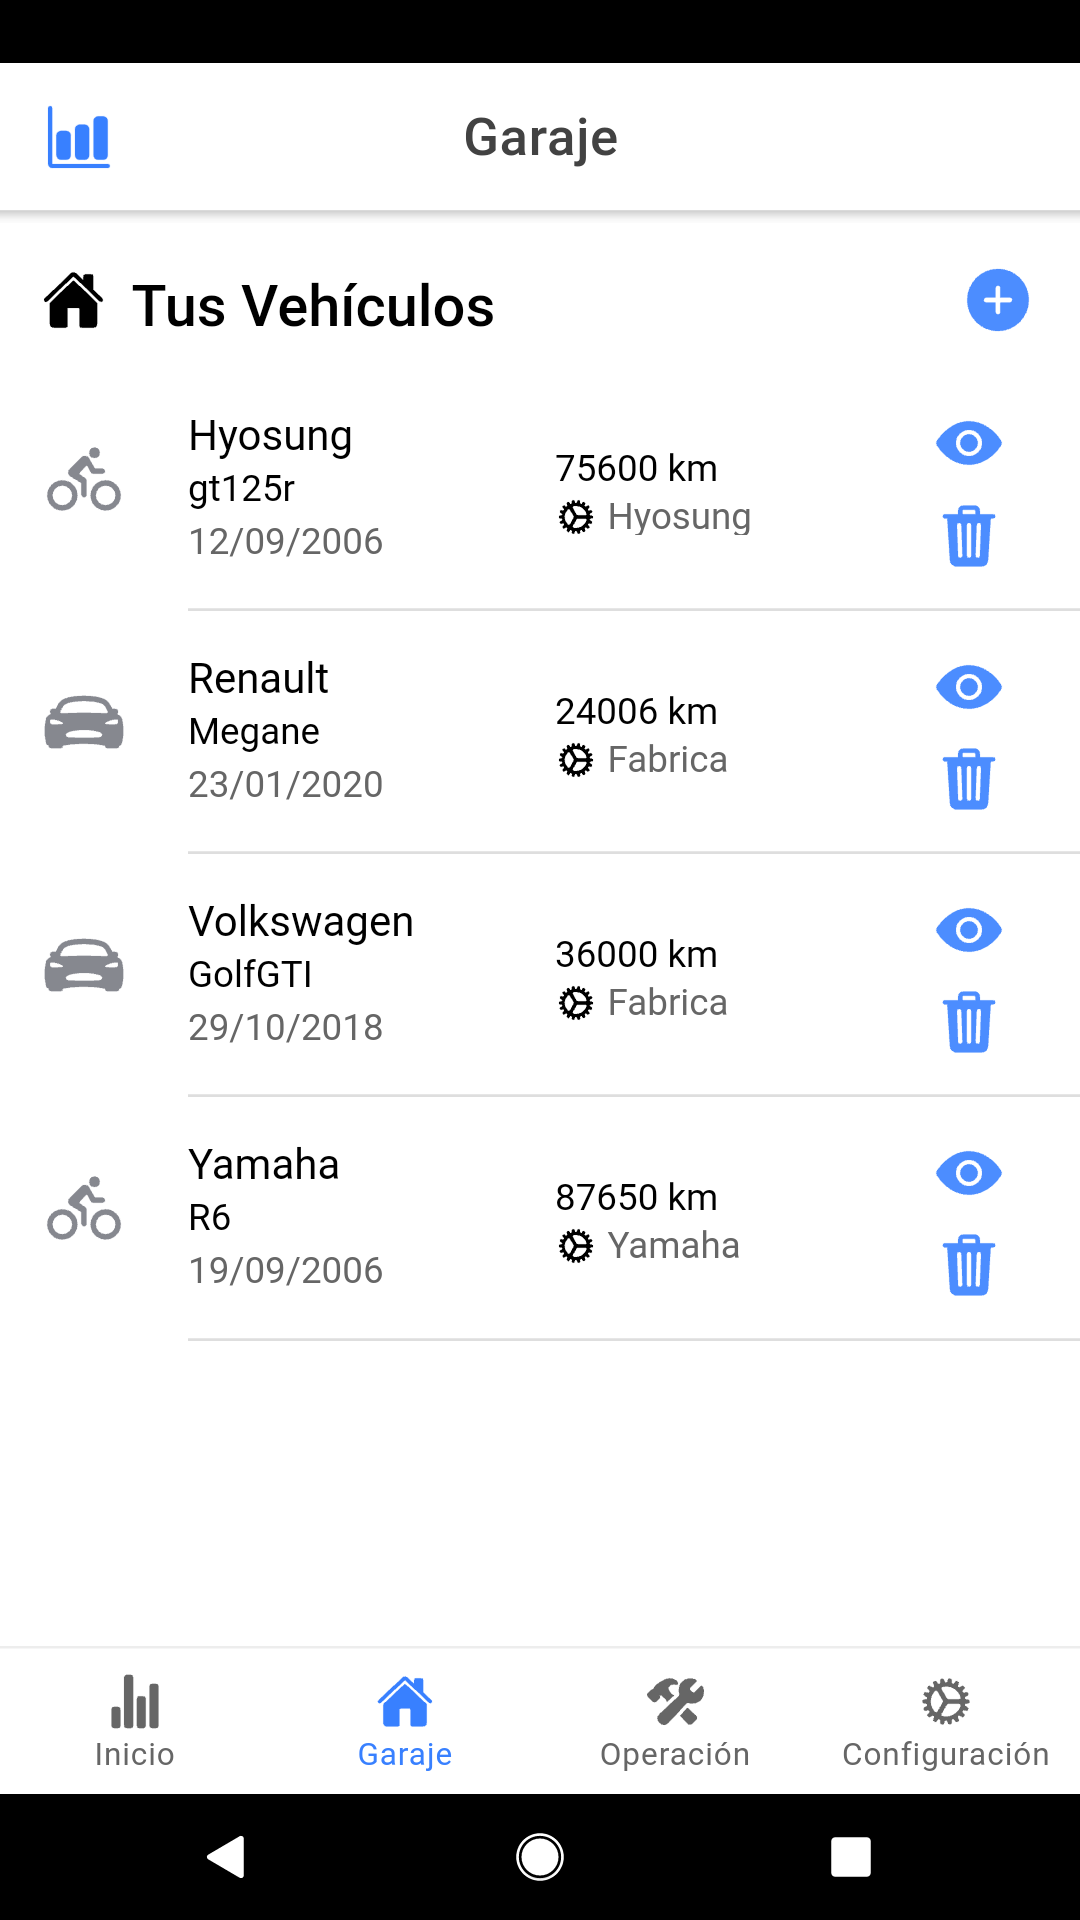 Garaje
Tus Vehículos
Hyosung
gt125r
12/09/2006
75600 km
Hyosung
Renault
Megane
23/01/2020
24006 km
Fabrica
Volkswagen
GolfGTI
29/10/2018
36000 km
Fabrica
Yamaha
R6
19/09/2006
87650 km
Yamaha
Inicio
Garaje
Operación
Configuración